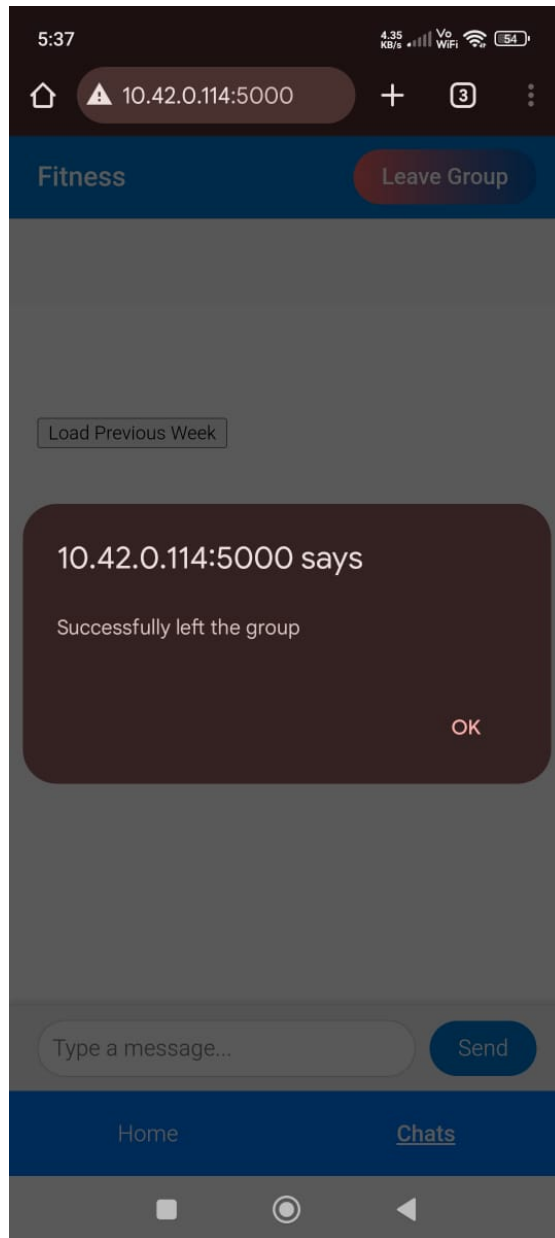 5:37
4.35 KB/s Vo WiFi 54
10.42.0.114:5000
3
Fitness
Leave Group
Load Previous Week
10.42.0.114:5000 says
Successfully left the group
OK
Type a message...
Send
Home
Chats